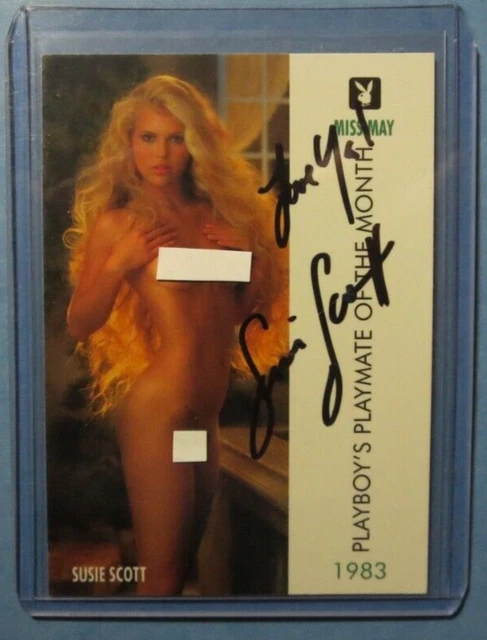 MISS MAY
PLAYBOY'S PLAYMATE OF THE MONTH
Love Ya!
Susie Scott
SUSIE SCOTT
1983